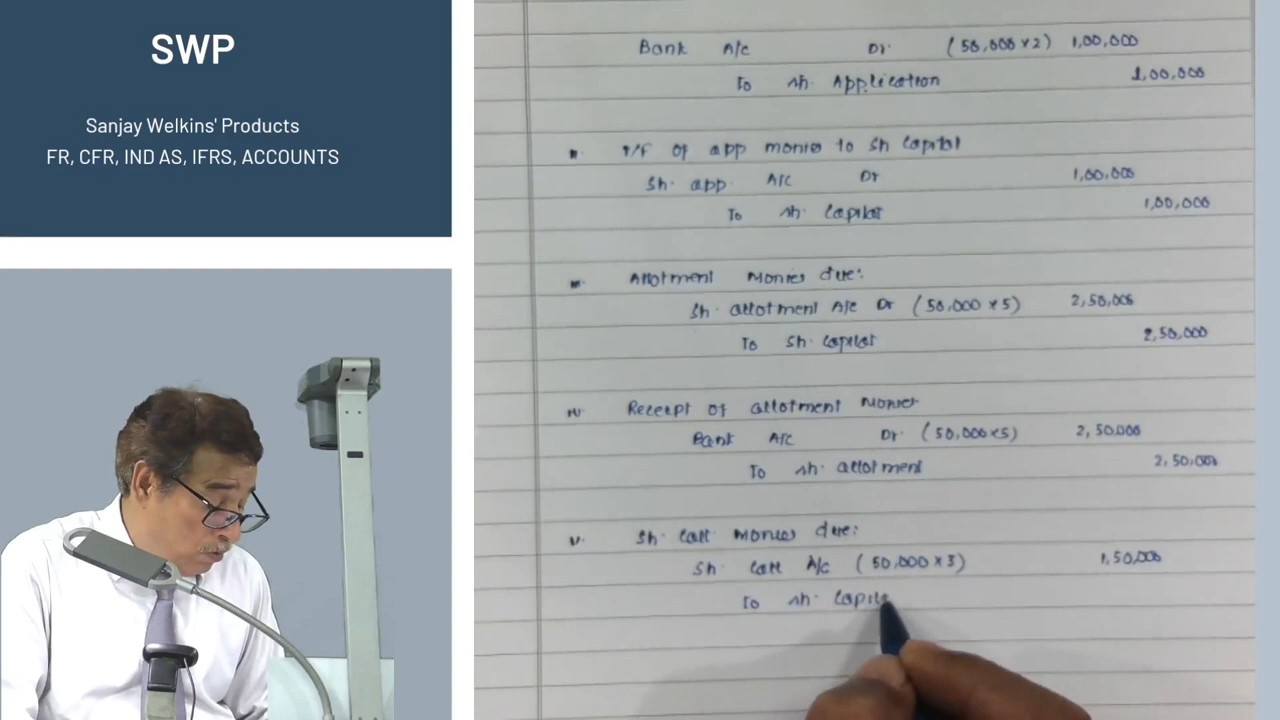 SWP
Sanjay Welkins' Products
FR, CFR, IND AS, IFRS, ACCOUNTS
Bank A/c Dr (50,000 x 2) 1,00,000
To sh. Application 1,00,000
II. T/F of app monies to sh capital
Sh. app. A/C Dr 1,00,000
To sh. capital 1,00,000
III. Allotment Monies due:
Sh. allotment A/c Dr (50,000 x 5) 2,50,000
To sh. capital 2,50,000
IV. Receipt of allotment Monies
Bank A/C Dr. (50,000 x 5) 2,50,000
To sh. allotment 2,50,000
V. Sh. call Monies due:
Sh. call A/c (50,000 x 3) 1,50,000
To sh. capita